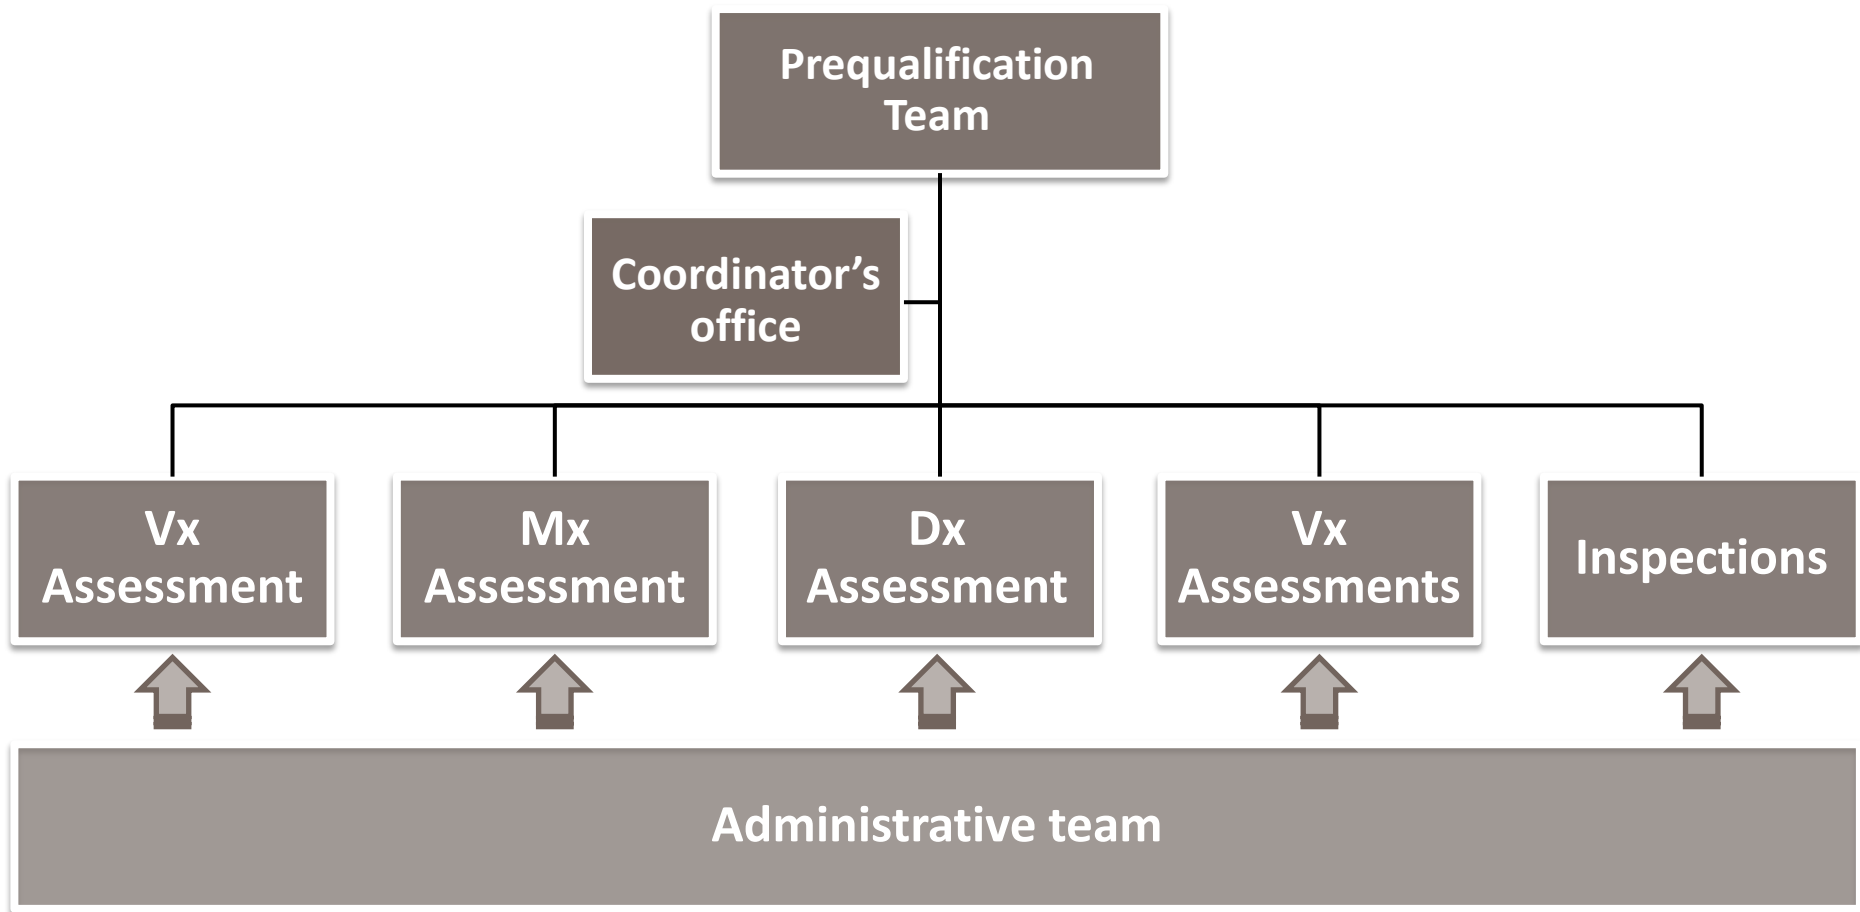 Prequalification
Team
Coordinator’s
office
Vx
Assessment
Mx
Assessment
Dx
Assessment
Vx
Assessments
Inspections
Administrative team